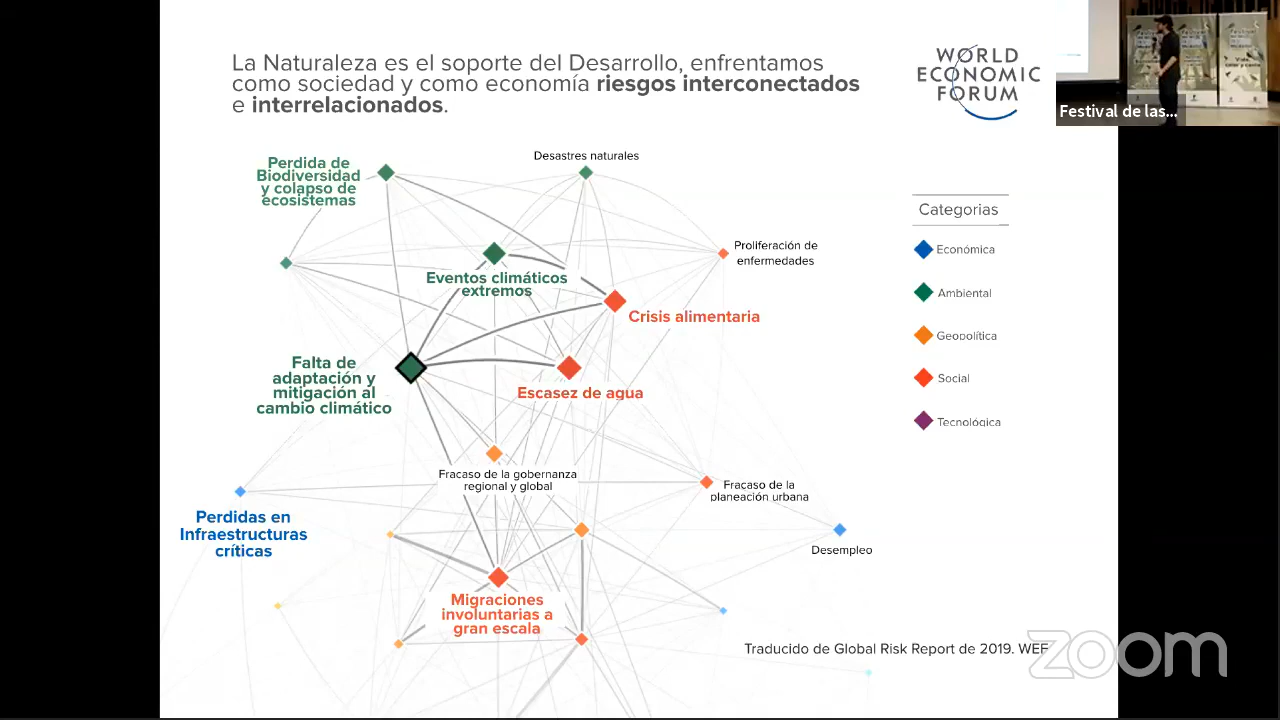 La Naturaleza es el soporte del Desarrollo, enfrentamos
como sociedad y como economía riesgos interconectados
e interrelacionados.
WORLD
ECONOMIC
FORUM
Festival de las...
Perdida de
Biodiversidad
y colapso de
ecosistemas
Desastres naturales
Proliferación de
enfermedades
Eventos climáticos
extremos
Crisis alimentaria
Falta de
adaptación y
mitigación al
cambio climático
Escasez de agua
Fracaso de la gobernanza
regional y global
Fracaso de la
planeación urbana
Perdidas en
Infraestructuras
críticas
Desempleo
Migraciones
involuntarias a
gran escala
Categorias
Económica
Ambiental
Geopolítica
Social
Tecnológica
Traducido de Global Risk Report de 2019. WEF
zoom